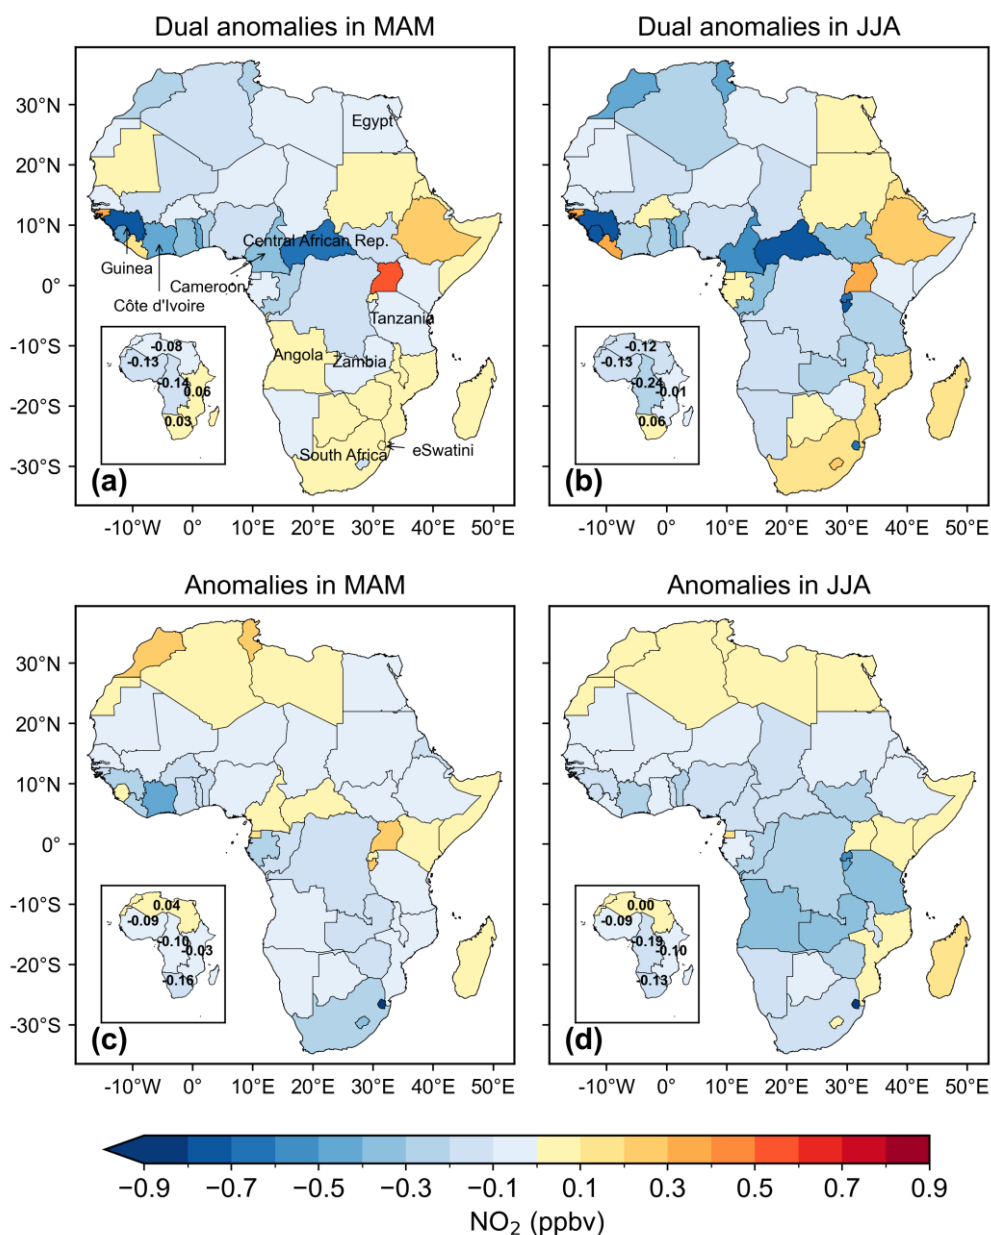 Dual anomalies in MAM
Dual anomalies in JJA
30°N
20°N
10°N
0°
-10°S
-20°S
-30°S
Egypt
Central African Rep.
Guinea
Cameroon
Côte d'Ivoire
Tanzania
Angola
Zambia
South Africa
eSwatini
-0.08
-0.13
-0.14
0.06
0.03
(a)
-0.12
-0.13
-0.24
-0.01
0.06
(b)
-10°W 0° 10°E 20°E 30°E 40°E 50°E
-10°W 0° 10°E 20°E 30°E 40°E 50°E
Anomalies in MAM
Anomalies in JJA
30°N
20°N
10°N
0°
-10°S
-20°S
-30°S
0.04
-0.09
-0.10
-0.03
-0.16
(c)
0.00
-0.09
-0.19
-0.10
-0.13
(d)
-10°W 0° 10°E 20°E 30°E 40°E 50°E
-10°W 0° 10°E 20°E 30°E 40°E 50°E
−0.9 −0.7 −0.5 −0.3 −0.1 0.1 0.3 0.5 0.7 0.9
NO₂ (ppbv)